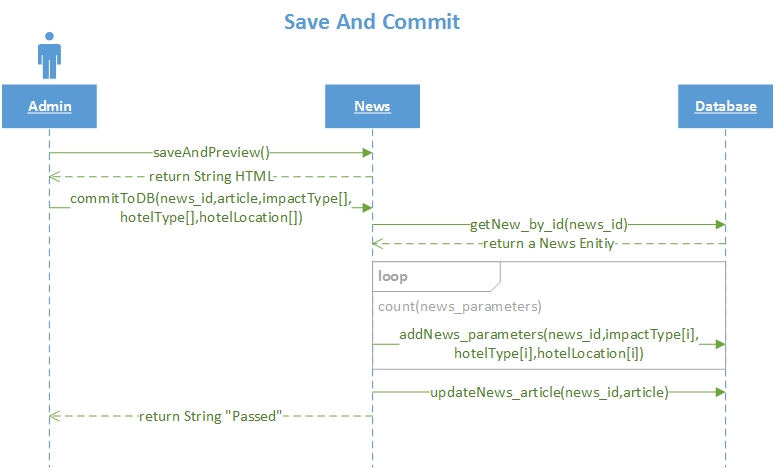 Save And Commit
Admin
News
Database
saveAndPreview()
return String HTML
commitToDB(news_id,article,impactType[],
hotelType[],hotelLocation[])
getNew_by_id(news_id)
return a News Enitiy
loop
count(news_parameters)
addNews_parameters(news_id,impactType[i],
hotelType[i],hotelLocation[i])
updateNews_article(news_id,article)
return String "Passed"